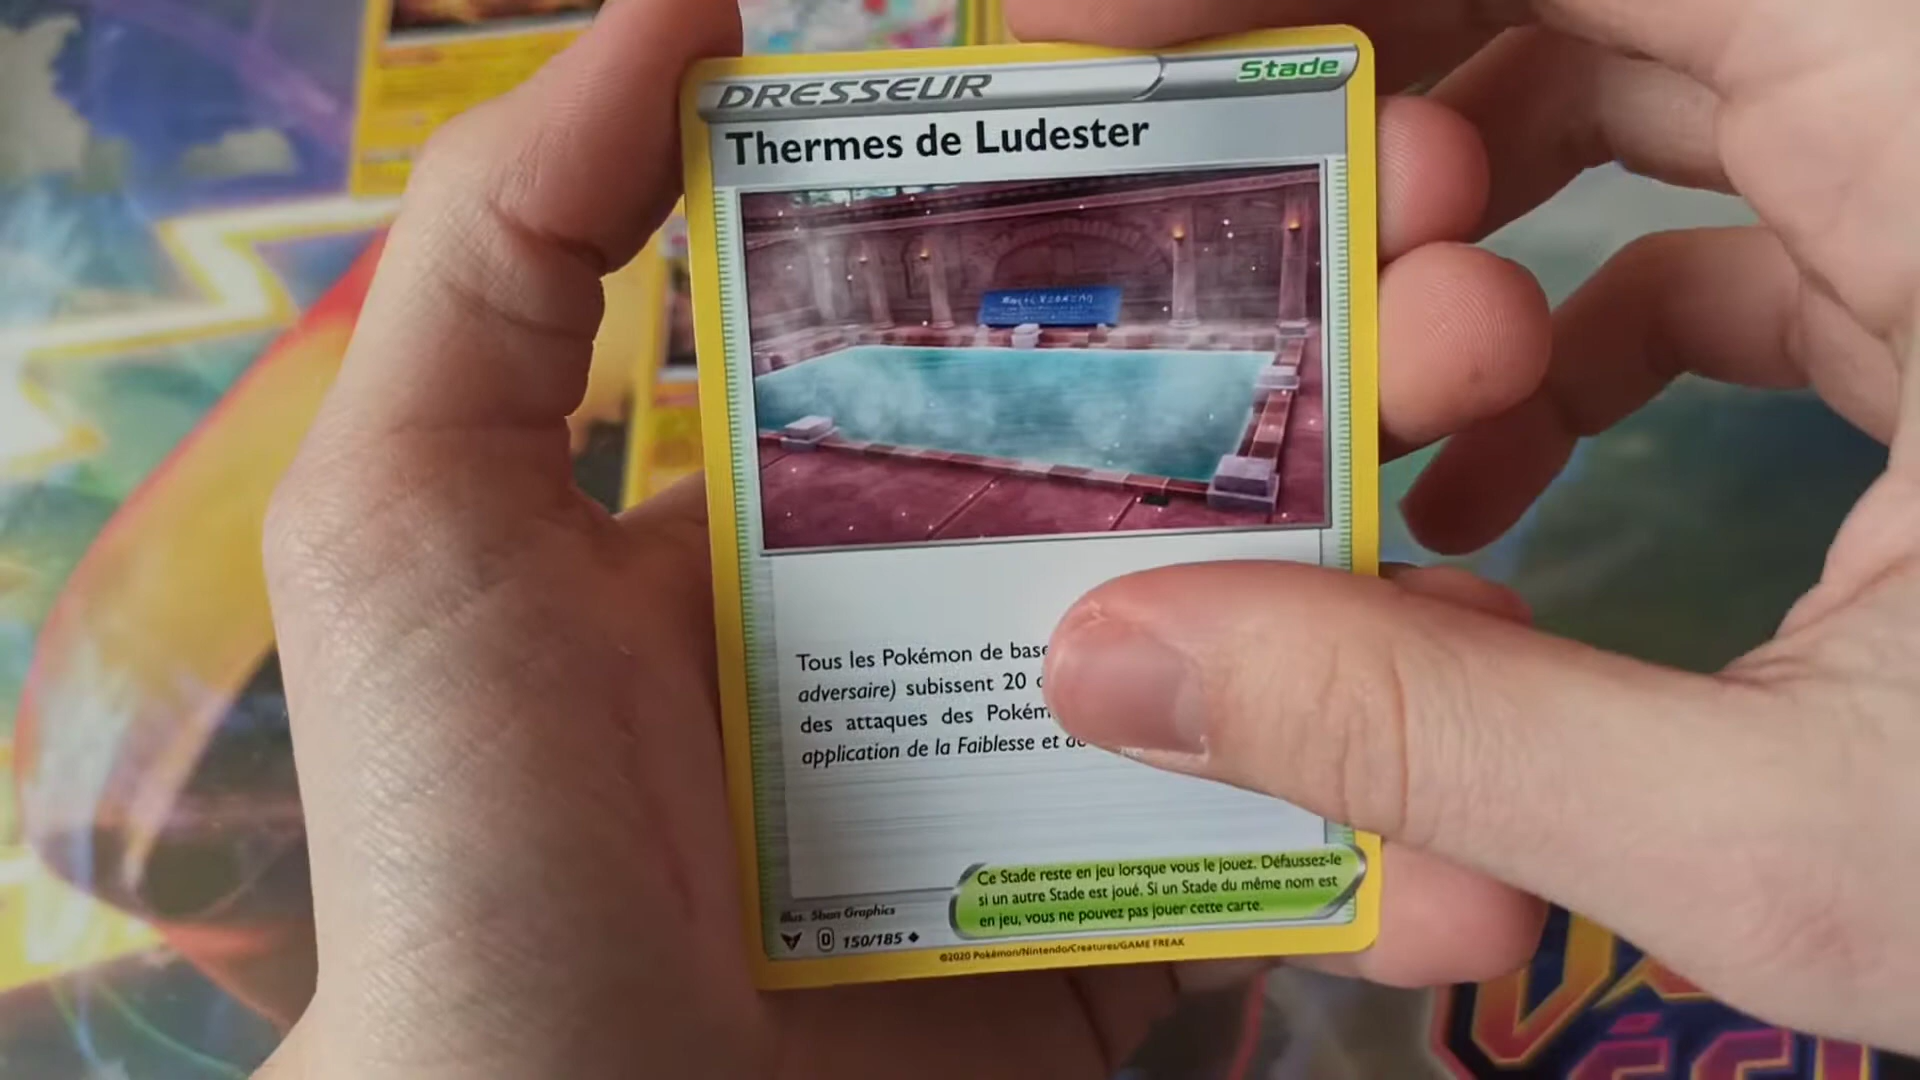 DRESSEUR
Stade
Thermes de Ludester
Tous les Pokémon de base
adversaire) subissent 20
des attaques des
application de la Faiblesse et
Ce Stade reste en jeu lorsque vous le jouez. Défaussez-le
si un autre Stade est joué. Si un Stade du même nom est
en jeu, vous ne pouvez pas jouer cette carte.
Illus. 5ban Graphics
D 150/185
©2020 Pokémon/Nintendo/Creatures/GAME FREAK